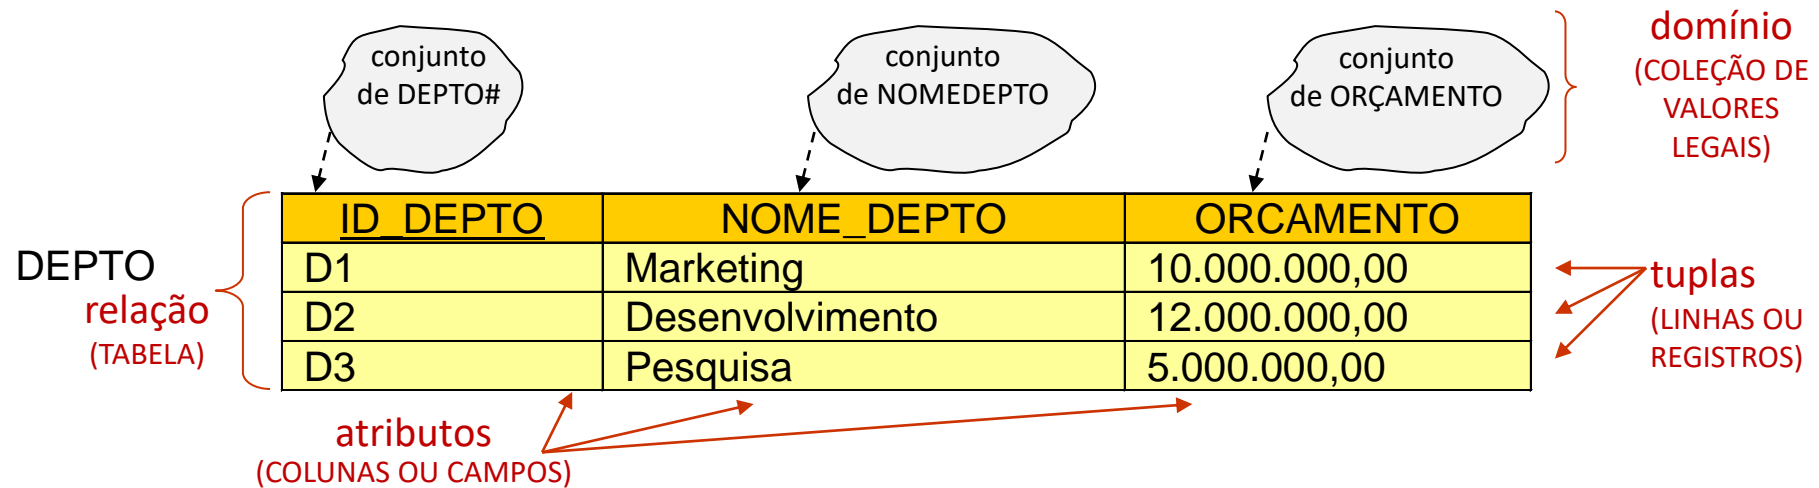 conjunto
de DEPTO#
conjunto
de NOMEDEPTO
conjunto
de ORÇAMENTO
domínio
(COLEÇÃO DE
VALORES
LEGAIS)
DEPTO
relação
(TABELA)
ID_DEPTO NOME_DEPTO ORCAMENTO
D1 Marketing 10.000.000,00
D2 Desenvolvimento 12.000.000,00
D3 Pesquisa 5.000.000,00
tuplas
(LINHAS OU
REGISTROS)
atributos
(COLUNAS OU CAMPOS)